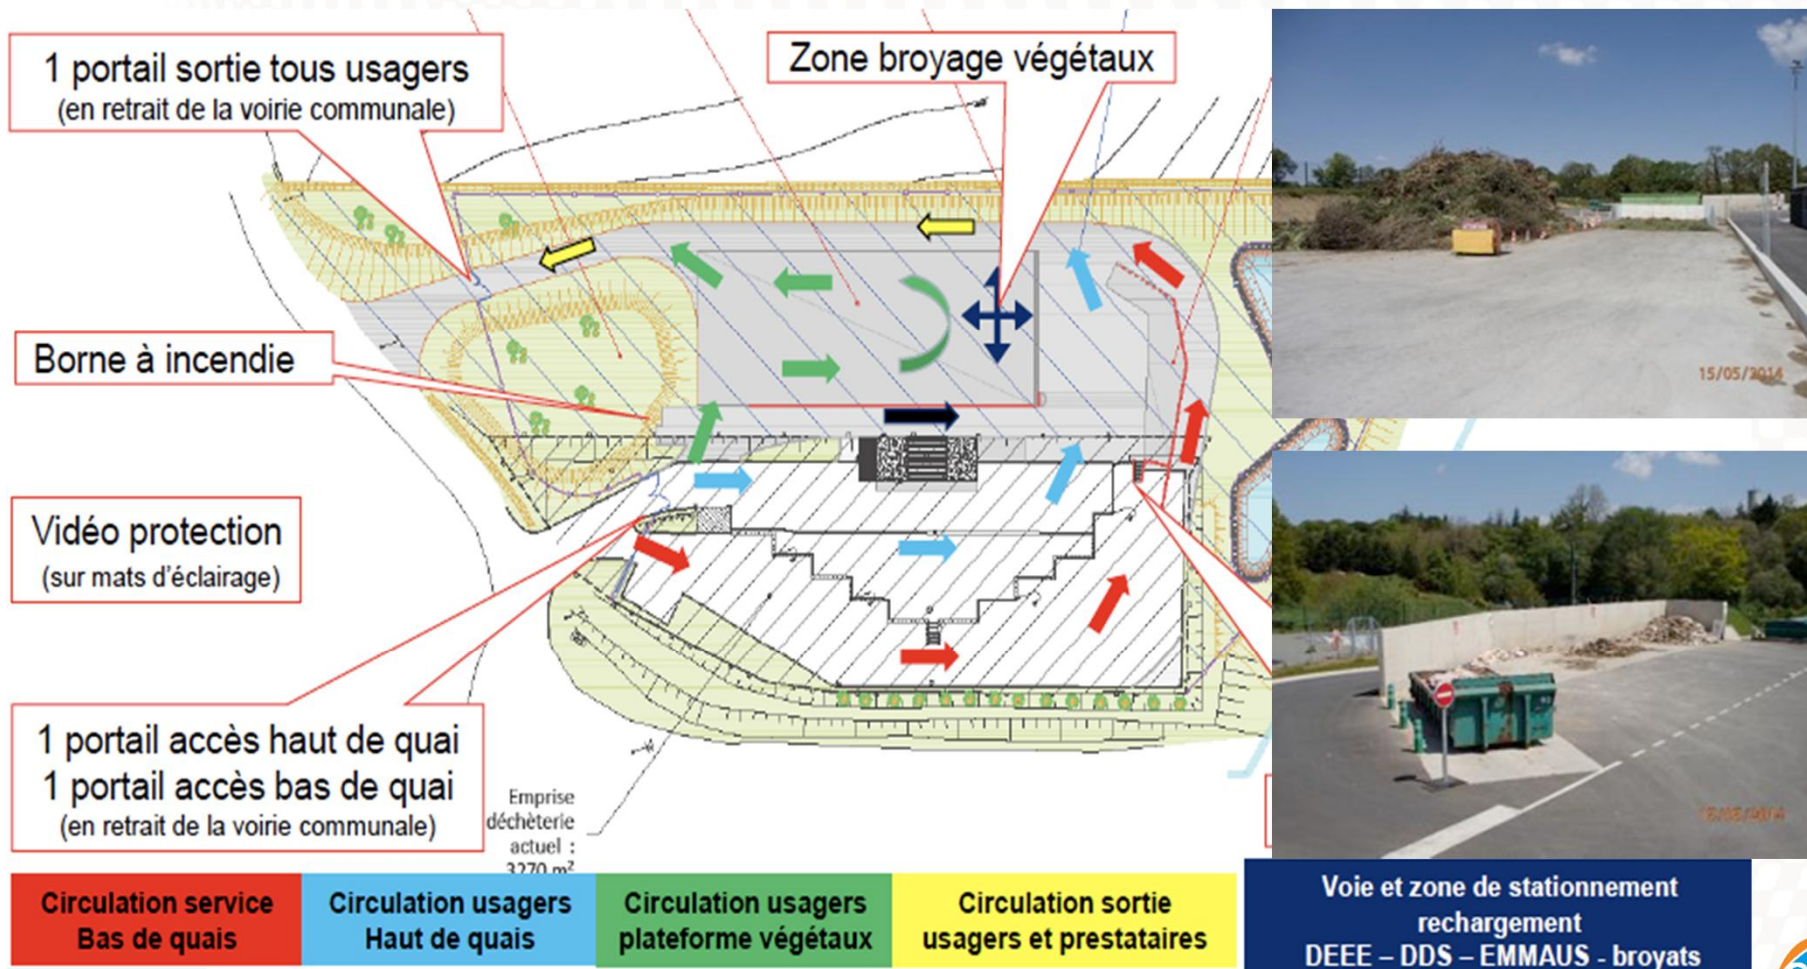 1 portail sortie tous usagers
(en retrait de la voirie communale)
Zone broyage végétaux
Borne à incendie
Vidéo protection
(sur mats d'éclairage)
1 portail accès haut de quai
1 portail accès bas de quai
(en retrait de la voirie communale)
Emprise
déchèterie
actuel :
3270 m²
15/05/2014
Circulation service
Bas de quais
Circulation usagers
Haut de quais
Circulation usagers
plateforme végétaux
Circulation sortie
usagers et prestataires
Voie et zone de stationnement
rechargement
DEEE – DDS – EMMAUS - broyats